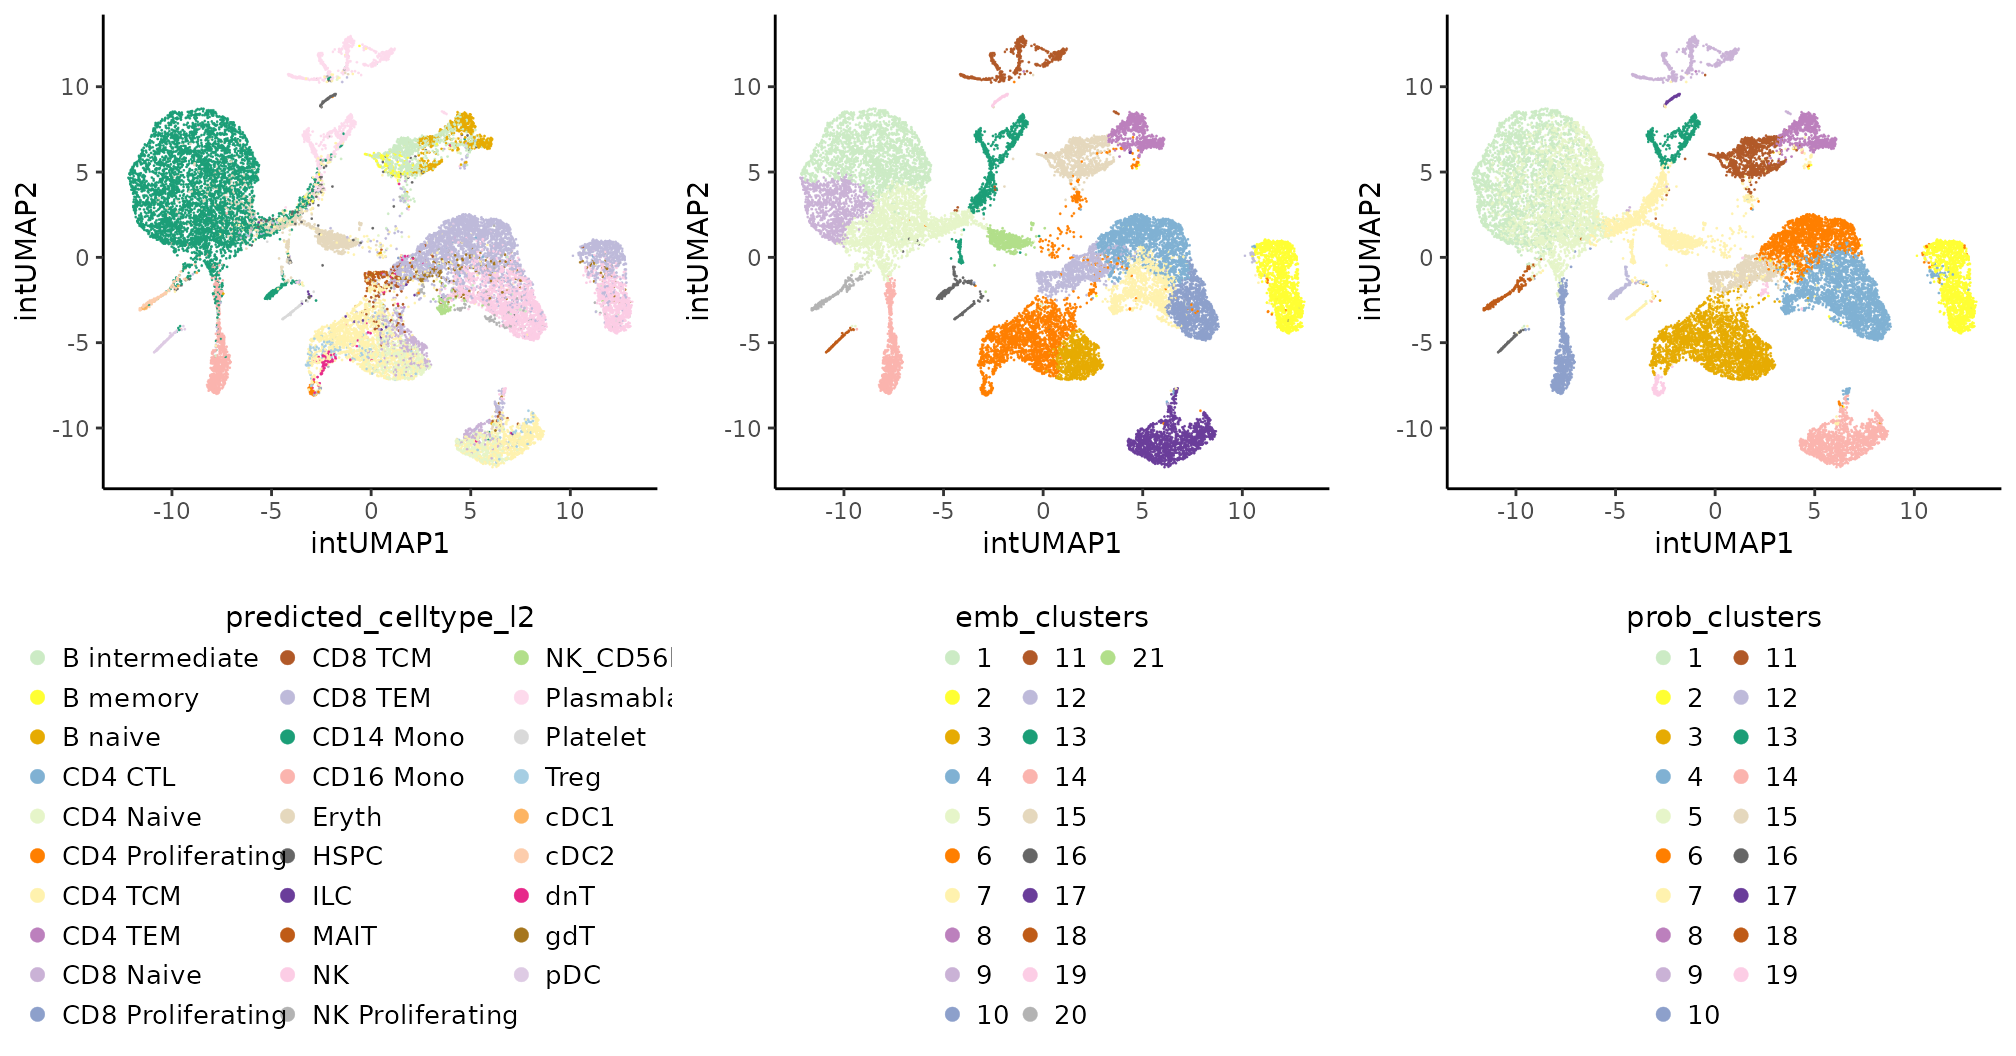 10
5
0
-5
-10
intUMAP2
-10 -5 0 5 10
intUMAP1
10
5
0
-5
-10
intUMAP2
-10 -5 0 5 10
intUMAP1
10
5
0
-5
-10
intUMAP2
-10 -5 0 5 10
intUMAP1
predicted_celltype_l2
B intermediate
B memory
B naive
CD4 CTL
CD4 Naive
CD4 Proliferating
CD4 TCM
CD4 TEM
CD8 Naive
CD8 Proliferating
CD8 TCM
CD8 TEM
CD14 Mono
CD16 Mono
Eryth
HSPC
ILC
MAIT
NK
NK Proliferating
NK_CD56
Plasmabla
Platelet
Treg
cDC1
cDC2
dnT
gdT
pDC
emb_clusters
1
2
3
4
5
6
7
8
9
10
11
12
13
14
15
16
17
18
19
20
21
prob_clusters
1
2
3
4
5
6
7
8
9
10
11
12
13
14
15
16
17
18
19